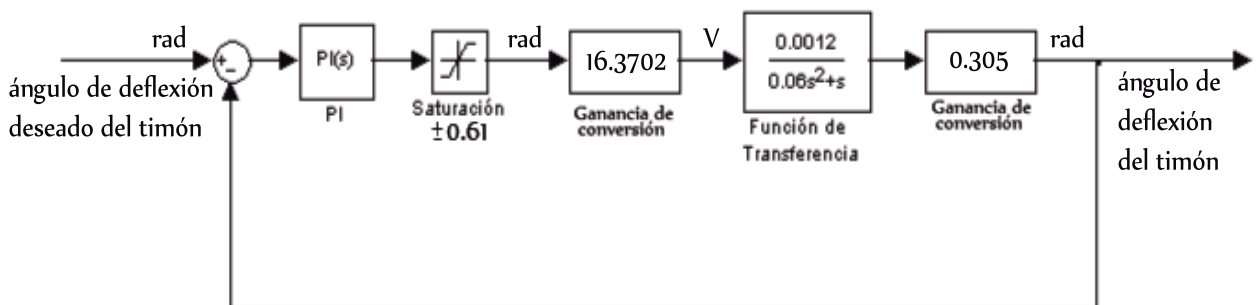 rad
ángulo de deflexión
deseado del timón
+
-
PI(s)
PI
Saturación
±0.61
rad
16.3702
Ganancia de
conversión
V
0.0012
0.06s²+s
Función de
Transferencia
0.305
Ganancia de
conversión
rad
ángulo de
deflexión
del timón